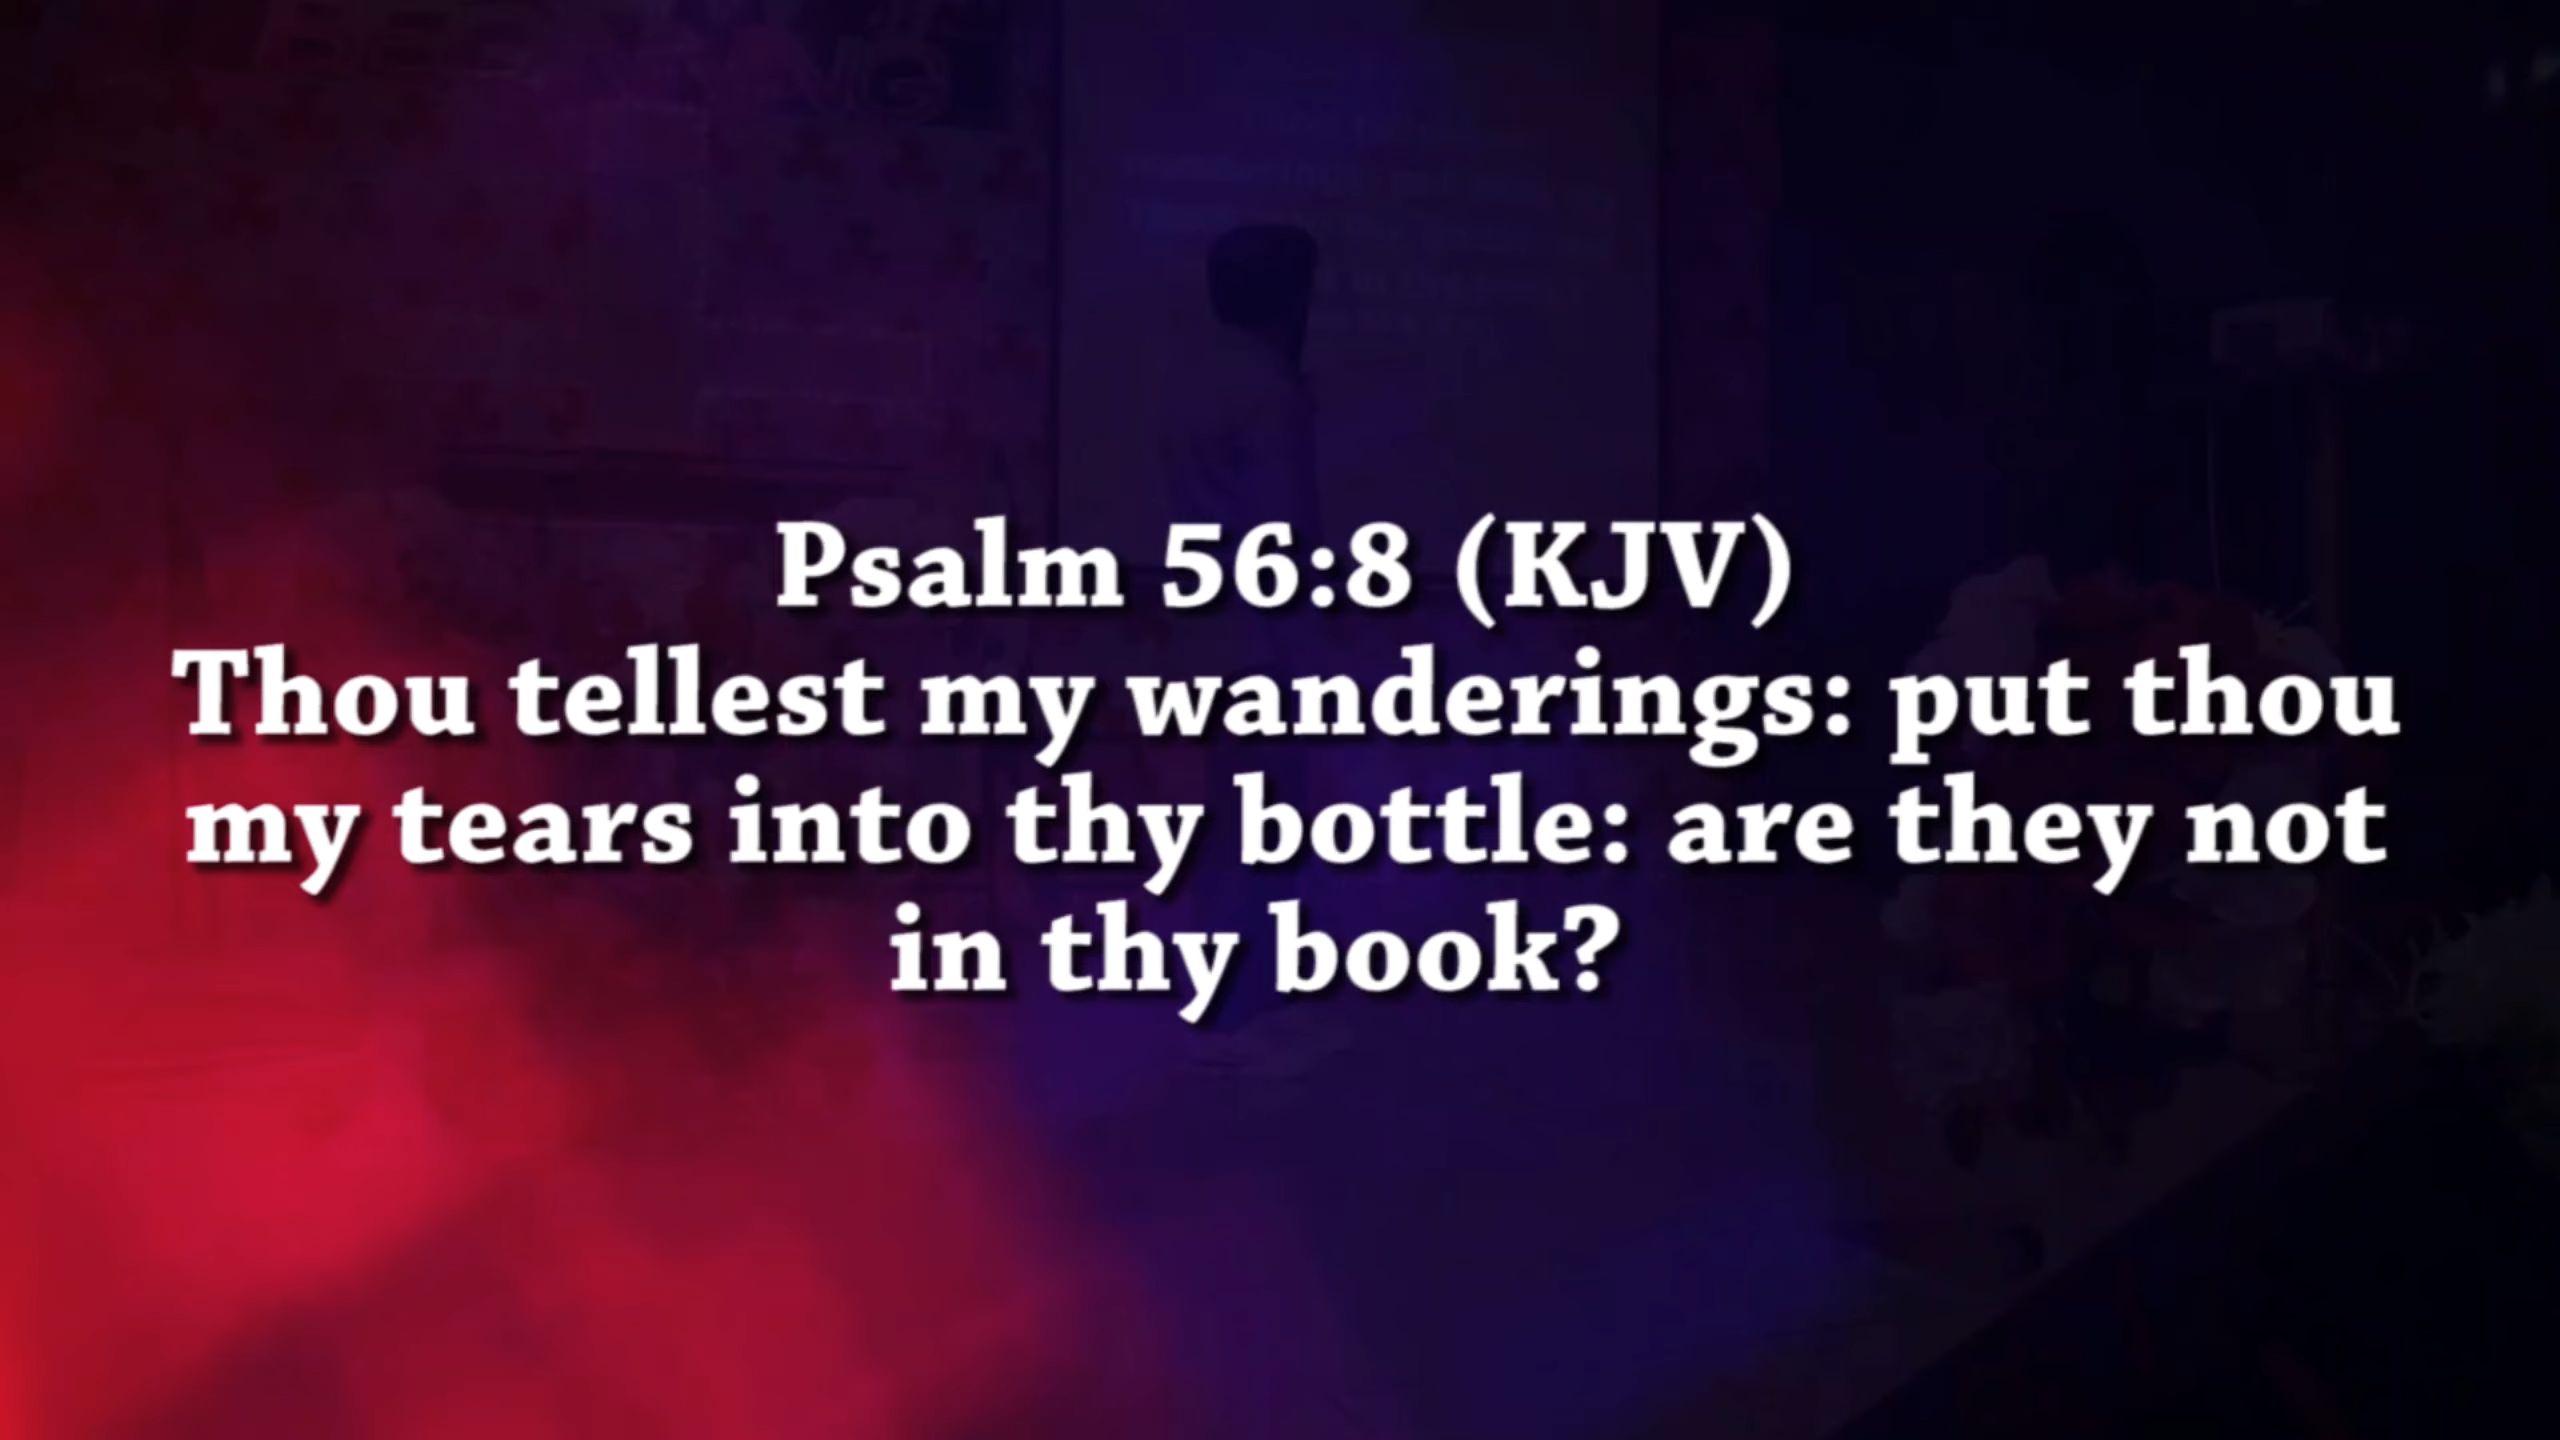 Psalm 56:8 (KJV)
Thou tellest my wanderings: put thou
my tears into thy bottle: are they not
in thy book?